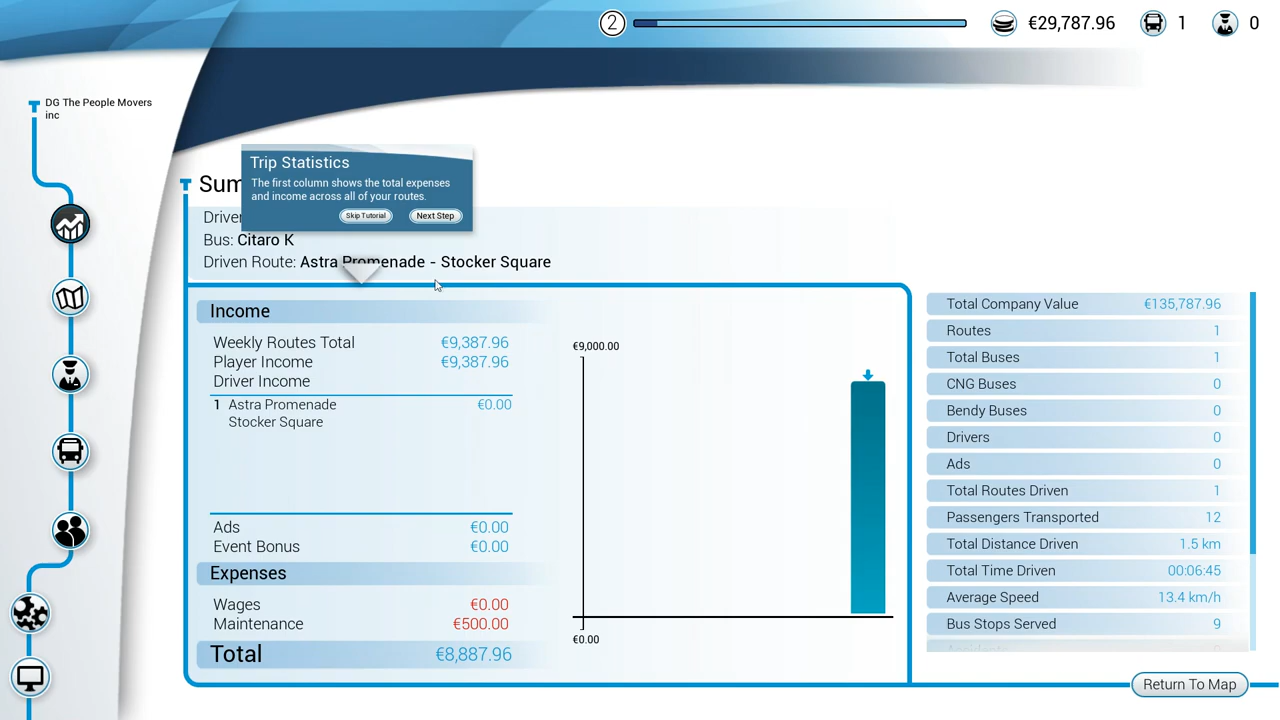 2
€29,787.96
1
0
DG The People Movers
inc
Trip Statistics
The first column shows the total expenses
and income across all of your routes.
Skip Tutorial
Next Step
Bus: Citaro K
Driven Route: Astra Promenade - Stocker Square
Income
Weekly Routes Total €9,387.96
Player Income €9,387.96
Driver Income
1 Astra Promenade €0.00
Stocker Square
Ads €0.00
Event Bonus €0.00
Expenses
Wages €0.00
Maintenance €500.00
Total €8,887.96
€9,000.00
€0.00
Total Company Value €135,787.96
Routes 1
Total Buses 1
CNG Buses 0
Bendy Buses 0
Drivers 0
Ads 0
Total Routes Driven 1
Passengers Transported 12
Total Distance Driven 1.5 km
Total Time Driven 00:06:45
Average Speed 13.4 km/h
Bus Stops Served 9
Return To Map